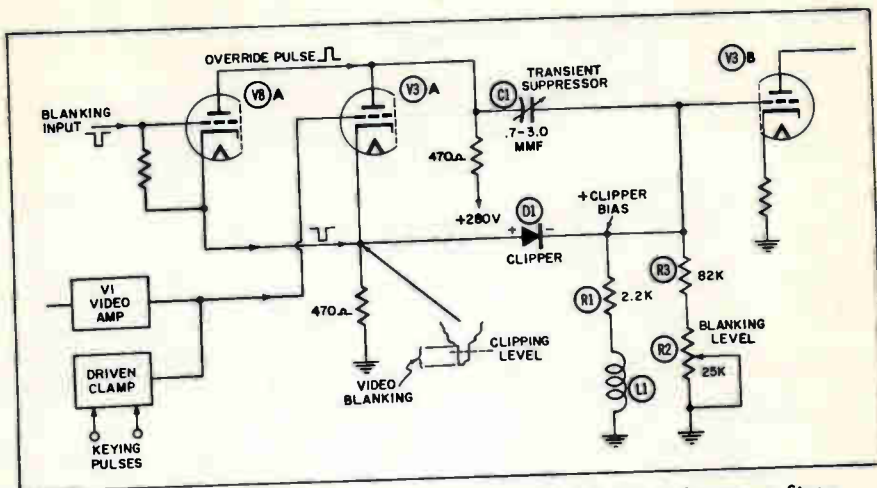 OVERRIDE PULSE
V8 A
V3 A
BLANKING
INPUT
C1
TRANSIENT
SUPPRESSOR
.7-3.0
MMF
V3 B
470Ω
+280V
D1
+
-
CLIPPER
+CLIPPER
BIAS
V1
VIDEO
AMP
470Ω
R1
2.2K
R3
82K
BLANKING
LEVEL
R2
25K
L1
CLIPPING
LEVEL
VIDEO
BLANKING
DRIVEN
CLAMP
KEYING
PULSES